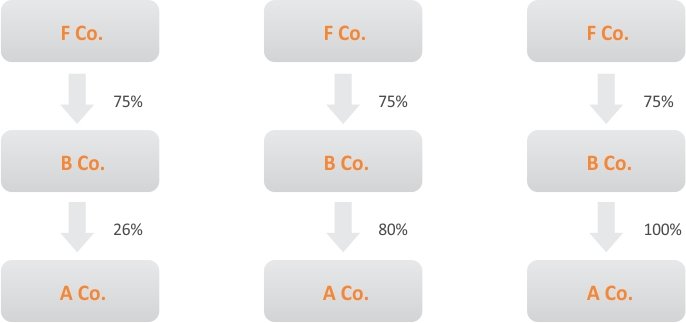 F Co. F Co. F Co.
75% 75% 75%
B Co. B Co. B Co.
26% 80% 100%
A Co. A Co. A Co.